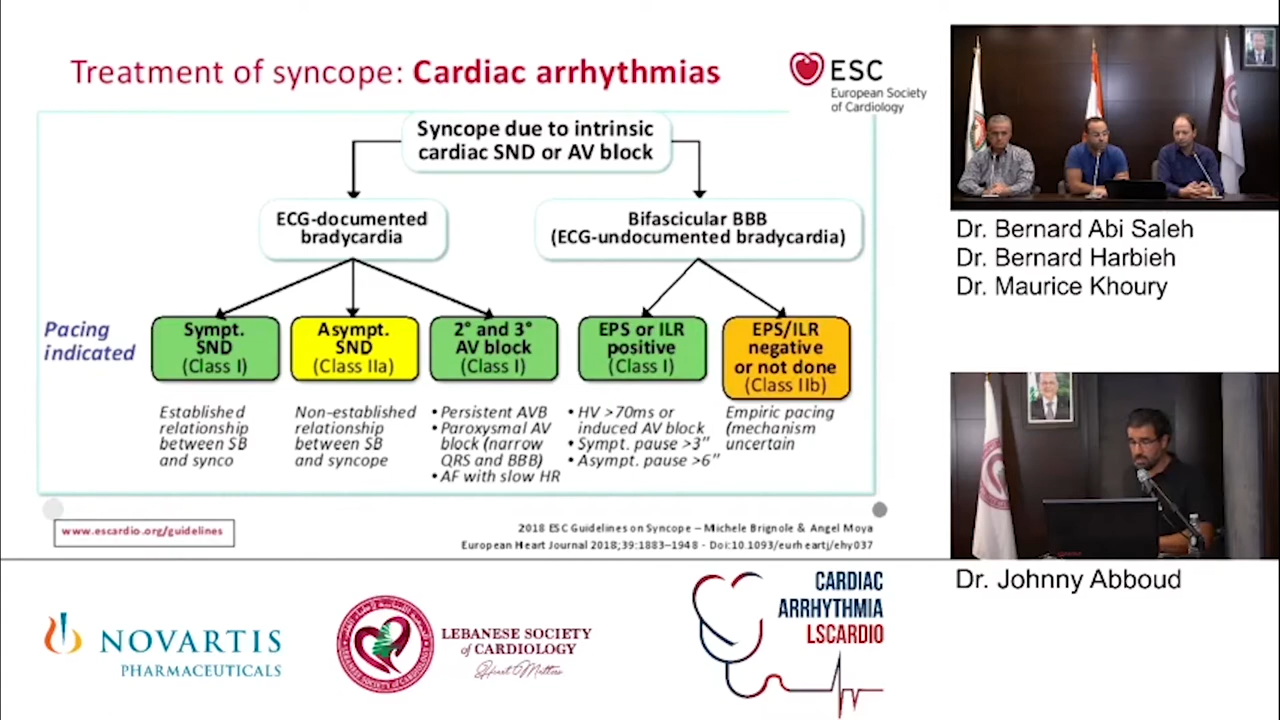 Treatment of syncope: Cardiac arrhythmias
ESC
European Society
of Cardiology
Syncope due to intrinsic
cardiac SND or AV block
ECG-documented
bradycardia
Bifascicular BBB
(ECG-undocumented bradycardia)
Pacing
indicated
Sympt.
SND
(Class I)
Asympt.
SND
(Class IIa)
2° and 3°
AV block
(Class I)
EPS or ILR
positive
(Class I)
EPS/ILR
negative
or not done
(Class IIb)
Established
relationship
between SB
and synco
Non-established
relationship
between SB
and syncope
• Persistent AVB
• Paroxysmal AV
block (narrow
QRS and BBB)
• AF with slow HR
• HV >70ms or
induced AV block
• Sympt. pause >3”
• Asympt. pause >6”
Empiric pacing
(mechanism
uncertain
www.escardio.org/guidelines
2018 ESC Guidelines on Syncope – Michele Brignole & Angel Moya
European Heart Journal 2018;39:1883–1948 - Doi:10.1093/eurheartj/ehy037
Dr. Bernard Abi Saleh
Dr. Bernard Harbieh
Dr. Maurice Khoury
Dr. Johnny Abboud
NOVARTIS
PHARMACEUTICALS
LEBANESE SOCIETY
of CARDIOLOGY
Heart Matters
CARDIAC
ARRHYTHMIA
LSCARDIO